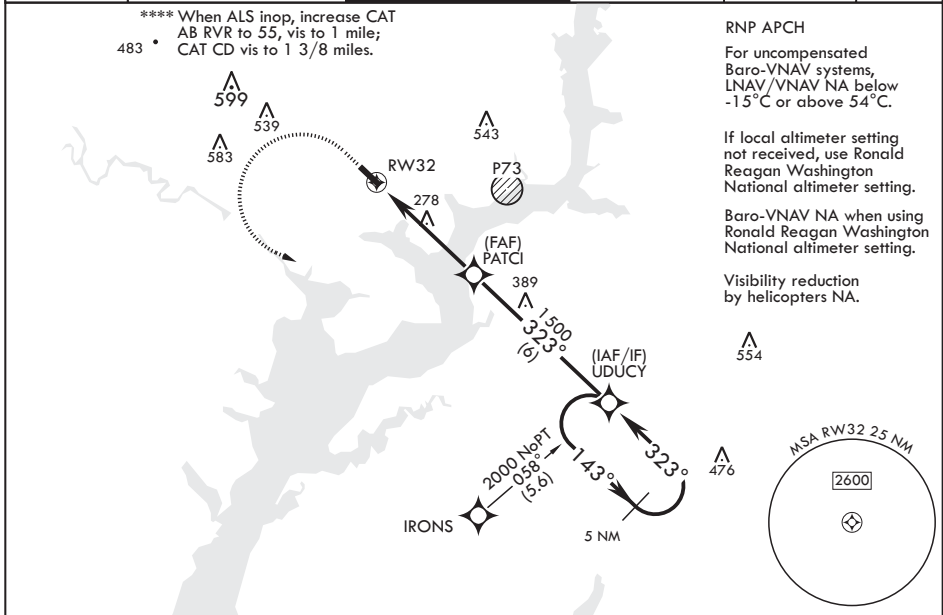 **** When ALS inop, increase CAT
AB RVR to 55, vis to 1 mile;
CAT CD vis to 1 3/8 miles.
483
599
539
583
543
P73
RW32
278
(FAF)
PATCI
389
1500
323°
(6)
(IAF/IF)
UDUCY
2000 NoPT
058°
(5.6)
143°
323°
IRONS
5 NM
476
554
RNP APCH
For uncompensated
Baro-VNAV systems,
LNAV/VNAV NA below
-15°C or above 54°C.
If local altimeter setting
not received, use Ronald
Reagan Washington
National altimeter setting.
Baro-VNAV NA when using
Ronald Reagan Washington
National altimeter setting.
Visibility reduction
by helicopters NA.
MSA RW32 25 NM
2600